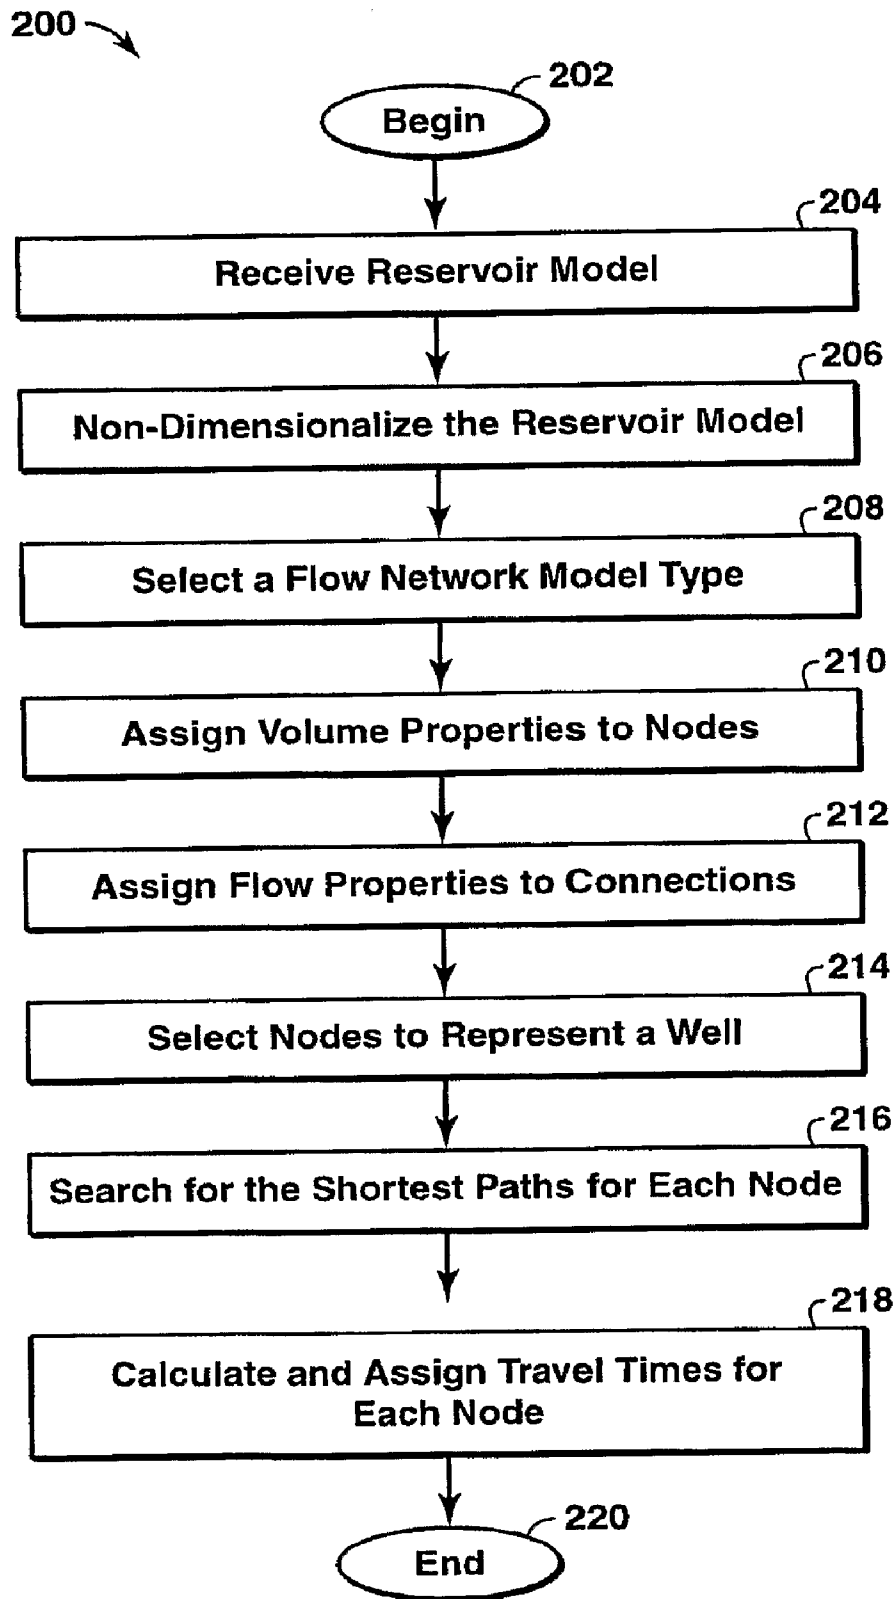 200
202
Begin
204
Receive Reservoir Model
206
Non-Dimensionalize the Reservoir Model
208
Select a Flow Network Model Type
210
Assign Volume Properties to Nodes
212
Assign Flow Properties to Connections
214
Select Nodes to Represent a Well
216
Search for the Shortest Paths for Each Node
218
Calculate and Assign Travel Times for
Each Node
220
End